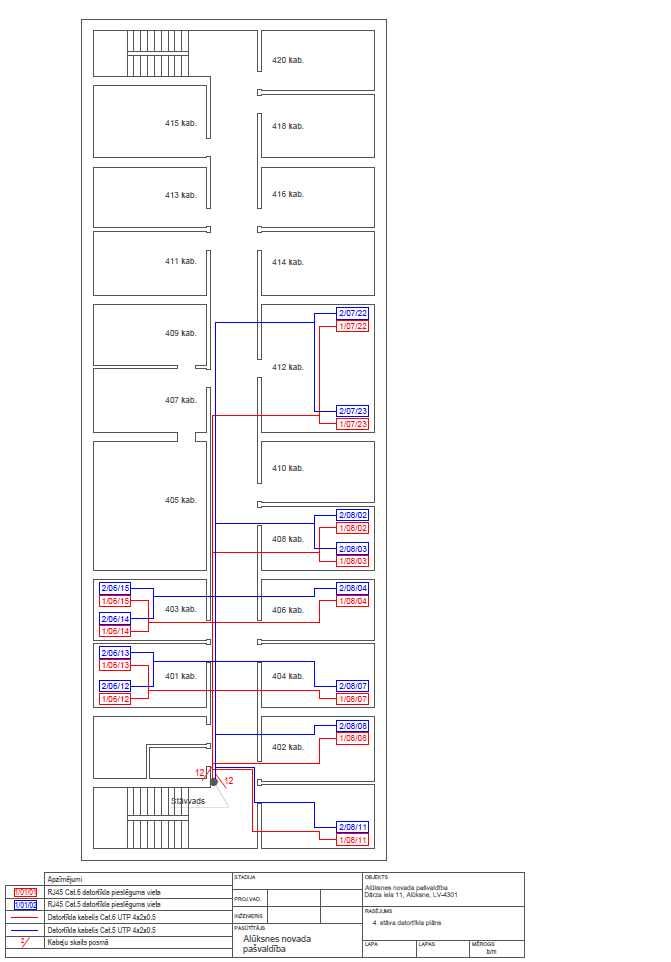 420 kab.
415 kab.
418 kab.
413 kab.
416 kab.
411 kab.
414 kab.
2/07/22
1/07/22
409 kab.
412 kab.
407 kab.
2/07/23
1/07/23
410 kab.
405 kab.
2/08/02
1/08/02
408 kab.
2/08/03
1/08/03
2/06/15
1/06/15
403 kab.
2/06/14
1/06/14
2/08/04
1/08/04
406 kab.
2/06/13
1/06/13
401 kab.
2/06/12
1/06/12
404 kab.
2/08/07
1/08/07
2/08/08
1/08/08
402 kab.
12
12
Stāvvads
2/08/11
1/08/11
Apzīmējumi
1/01/01 RJ45 Cat.6 datortīkla pieslēguma vieta
1/01/02 RJ45 Cat.5 datortīkla pieslēguma vieta
Datortīkla kabelis Cat.6 UTP 4x2x0.5
Datortīkla kabelis Cat.5 UTP 4x2x0.5
2 Kabeļu skaits posmā
STADIJA
PROJ.VAD.
INŽENIERIS
PASŪTĪTĀJS
Alūksnes novada
pašvaldība
OBJEKTS
Alūksnes novada pašvaldība
Dārza iela 11, Alūksne, LV-4301
RASĒJUMS
4. stāva datortīkla plāns
LAPA LAPAS MĒROGS
b/m